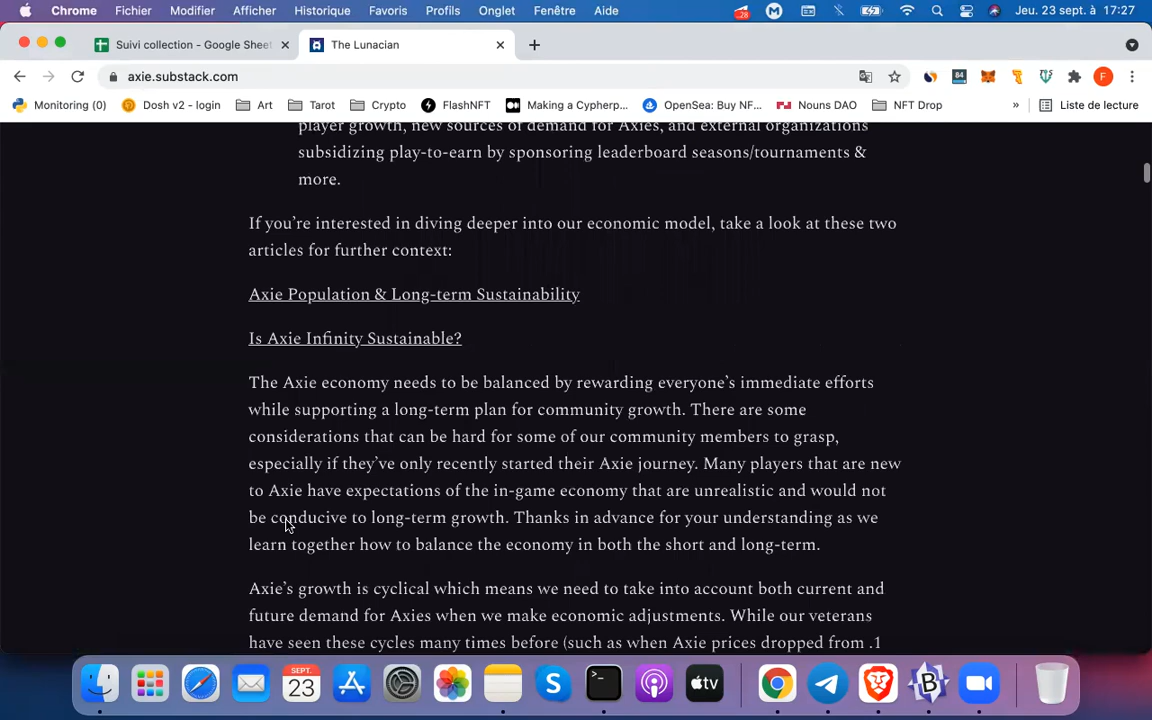 Chrome Fichier Modifier Afficher Historique Favoris Profils Onglet Fenêtre Aide 28 Jeu. 23 sept. à 17:27
Suivi collection - Google Sheet The Lunacian
axie.substack.com 84 F
Monitoring (0) Dosh v2 - login Art Tarot Crypto FlashNFT Making a Cypherp... OpenSea: Buy NF... Nouns DAO NFT Drop » Liste de lecture
player growth, new sources of demand for Axies, and external organizations
subsidizing play-to-earn by sponsoring leaderboard seasons/tournaments &
more.
If you're interested in diving deeper into our economic model, take a look at these two
articles for further context:
Axie Population & Long-term Sustainability
Is Axie Infinity Sustainable?
The Axie economy needs to be balanced by rewarding everyone's immediate efforts
while supporting a long-term plan for community growth. There are some
considerations that can be hard for some of our community members to grasp,
especially if they've only recently started their Axie journey. Many players that are new
to Axie have expectations of the in-game economy that are unrealistic and would not
be conducive to long-term growth. Thanks in advance for your understanding as we
learn together how to balance the economy in both the short and long-term.
Axie's growth is cyclical which means we need to take into account both current and
future demand for Axies when we make economic adjustments. While our veterans
have seen these cycles many times before (such as when Axie prices dropped from .1
SEPT.
23
tv